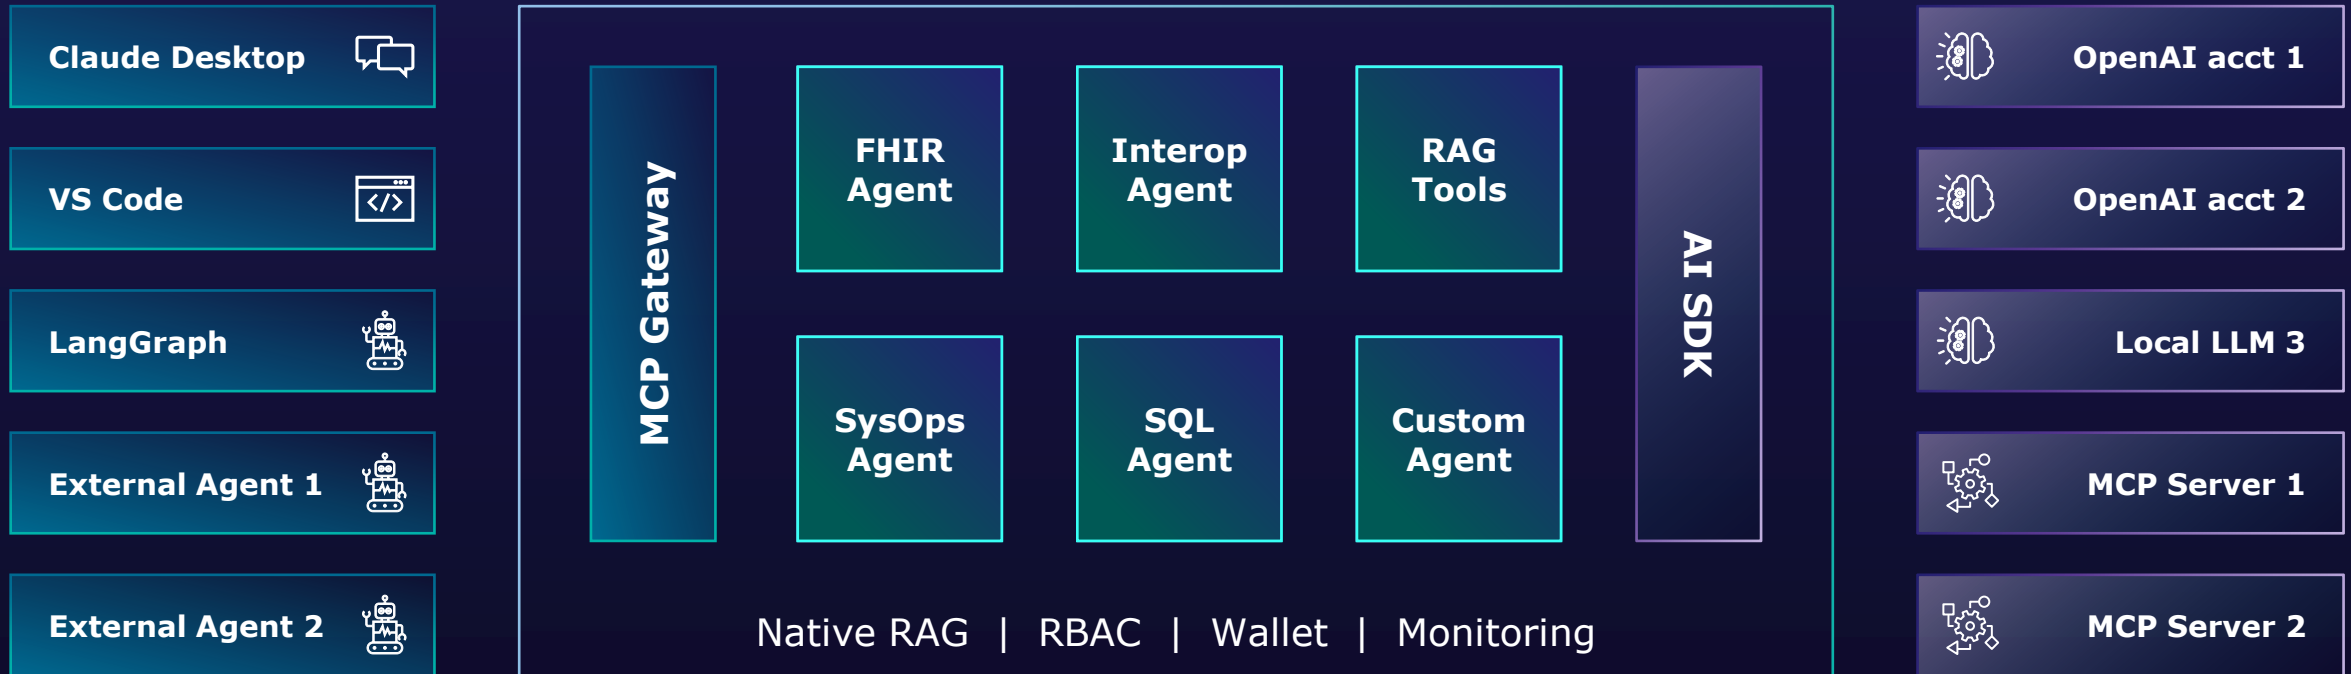 Claude Desktop
VS Code
LangGraph
External Agent 1
External Agent 2
MCP Gateway
FHIR
Agent
Interop
Agent
RAG
Tools
SysOps
Agent
SQL
Agent
Custom
Agent
AI SDK
Native RAG | RBAC | Wallet | Monitoring
OpenAI acct 1
OpenAI acct 2
Local LLM 3
MCP Server 1
MCP Server 2